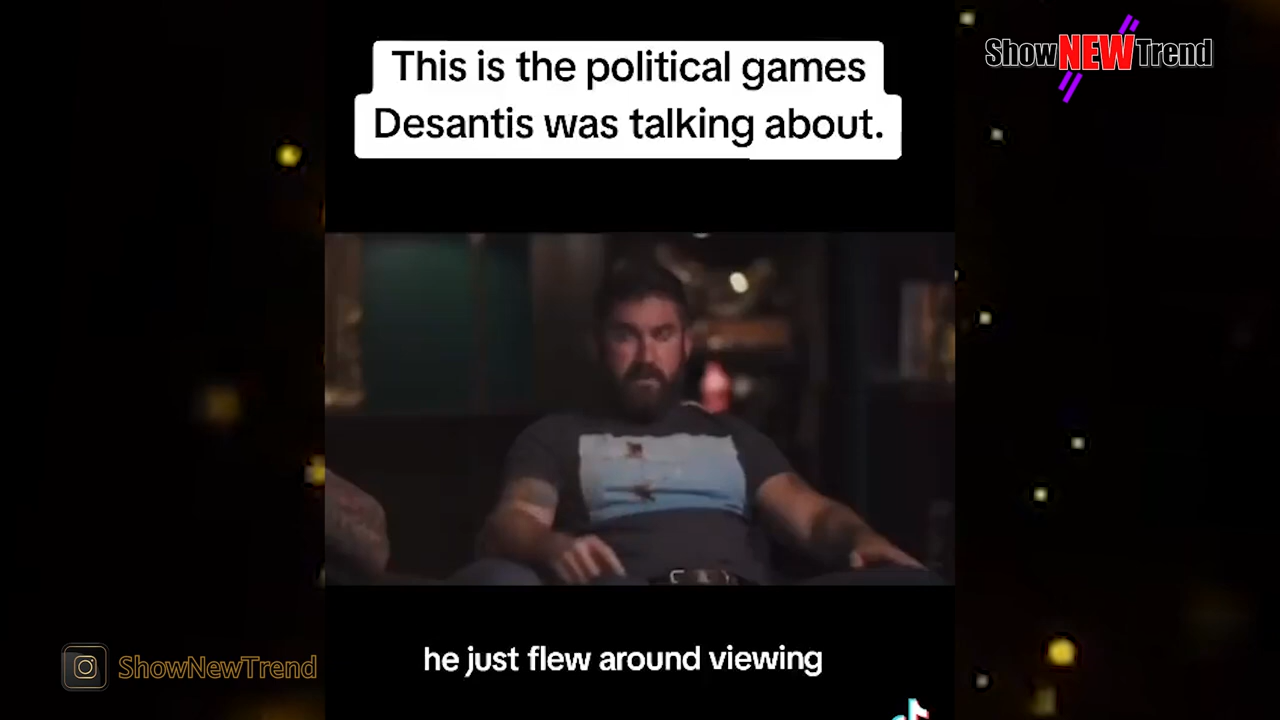 ShowNEWTrend
This is the political games
Desantis was talking about.
he just flew around viewing
ShowNewTrend